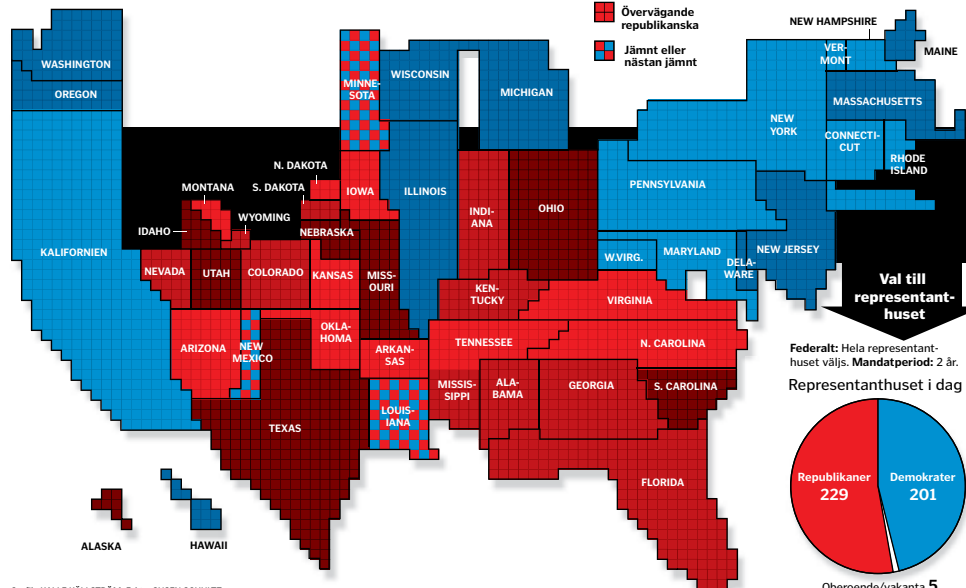 Övervägande
republikanska
Jämnt eller
nästan jämnt
NEW HAMPSHIRE
VER-
MONT
MAINE
WASHINGTON
OREGON
MINNE-
SOTA
WISCONSIN
MICHIGAN
MASSACHUSETTS
NEW
YORK
CONNECTI-
CUT
RHODE
ISLAND
N. DAKOTA
S. DAKOTA
MONTANA
WYOMING
IDAHO
IOWA
ILLINOIS
INDI-
ANA
OHIO
PENNSYLVANIA
KALIFORNIEN
NEBRASKA
NEVADA
UTAH
COLORADO
KANSAS
MISS-
OURI
KEN-
TUCKY
W.VIRG.
MARYLAND
DELA-
WARE
NEW JERSEY
VIRGINIA
Val till
representant-
huset
ARIZONA
NEW
MEXICO
OKLA-
HOMA
ARKAN-
SAS
TENNESSEE
N. CAROLINA
MISSIS-
SIPPI
ALA-
BAMA
GEORGIA
S. CAROLINA
TEXAS
LOUIS-
IANA
FLORIDA
ALASKA
HAWAII
Federalt: Hela representant-
huset väljs. Mandatperiod: 2 år.
Representanthuset i dag
Republikaner
229
Demokrater
201
Oberoende/vakanta 5